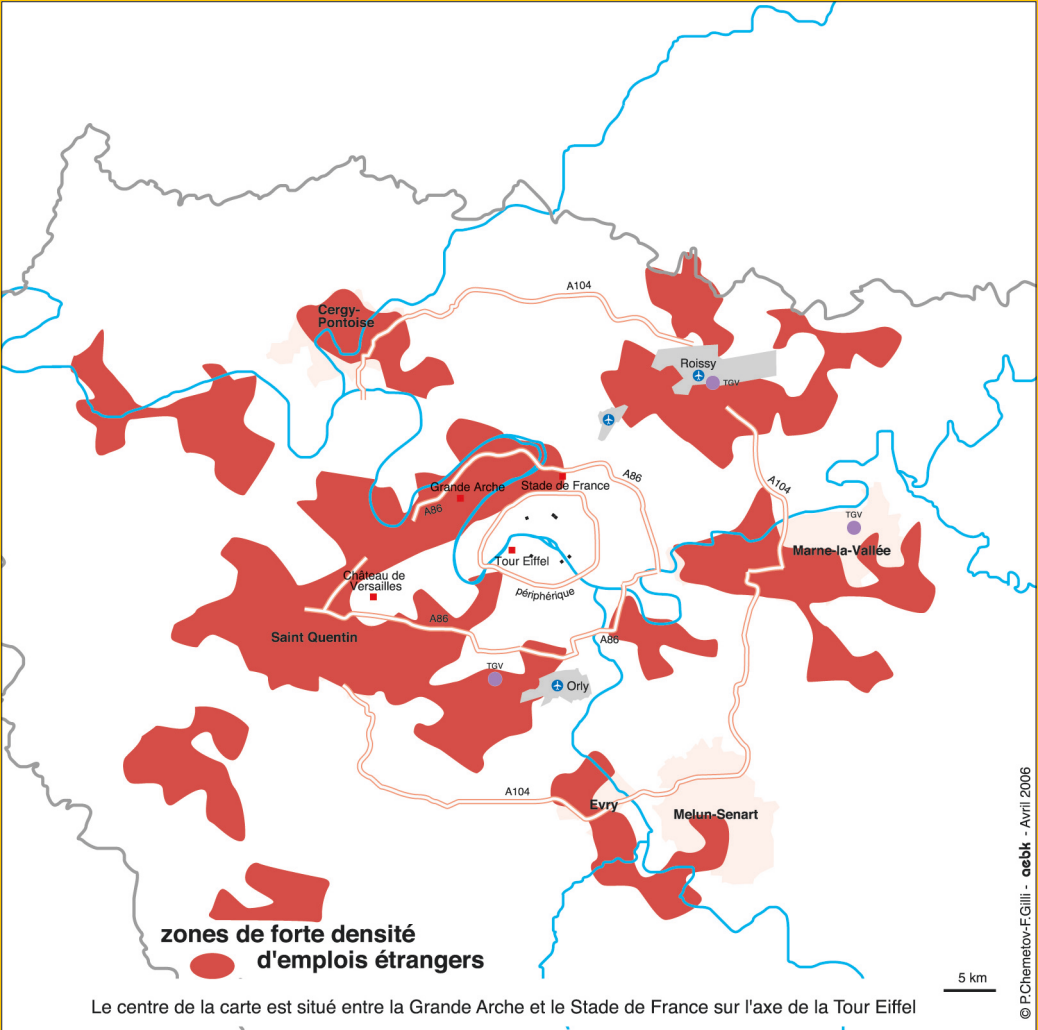 A104
Cergy-
Pontoise
Roissy
TGV
A86
Grande Arche
Stade de France
A104
A86
TGV
Marne-la-Vallée
Tour Eiffel
Château de
Versailles
périphérique
A86
Saint Quentin
A86
TGV
Orly
A104
Evry
Melun-Senart
zones de forte densité
d'emplois étrangers
5 km
Le centre de la carte est situé entre la Grande Arche et le Stade de France sur l'axe de la Tour Eiffel
© P.Chemetov-F.Gilli - aebk - Avril 2006